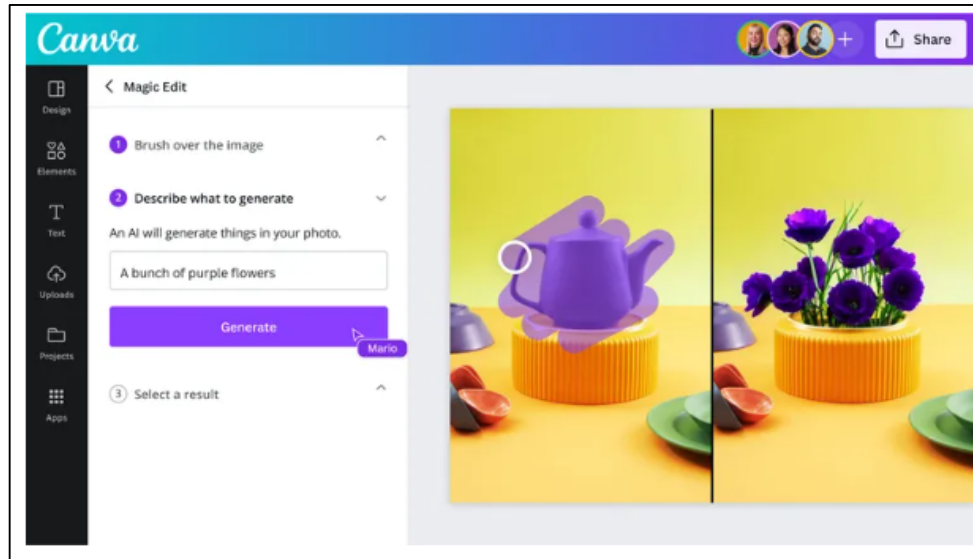 Canva
Share
Design
Elements
Text
Uploads
Projects
Apps
Magic Edit
1 Brush over the image
2 Describe what to generate
An AI will generate things in your photo.
A bunch of purple flowers
Generate
Mario
3 Select a result